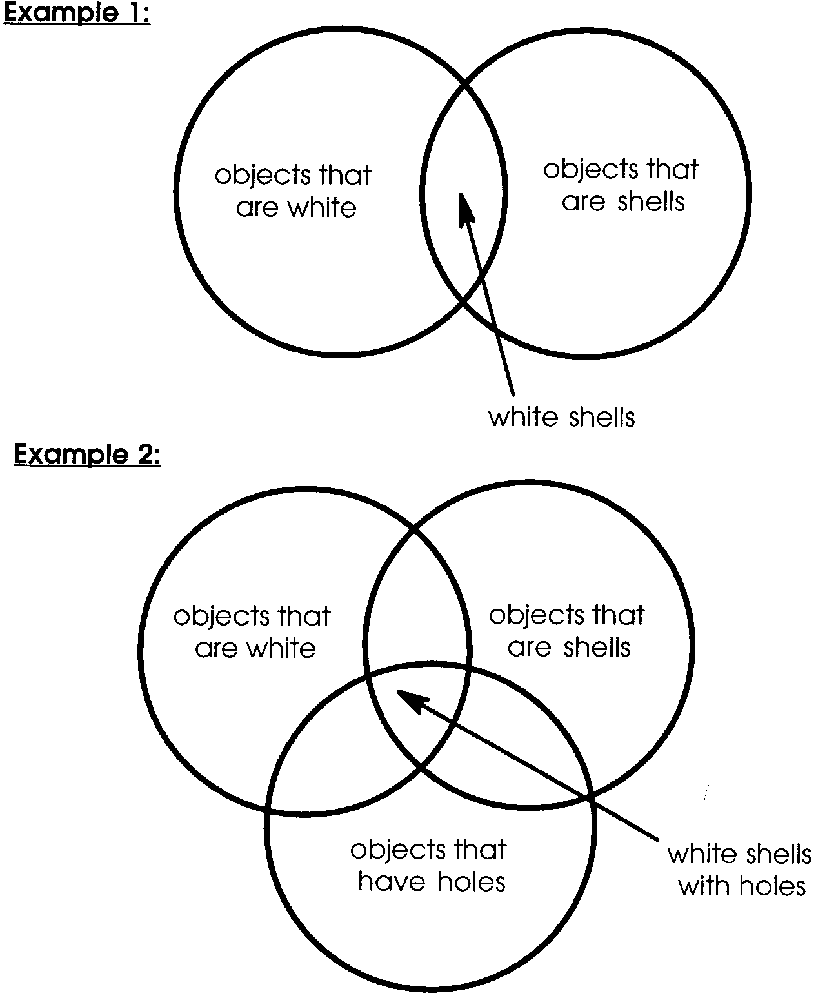 Example 1:
objects that
are white
objects that
are shells
white shells
Example 2:
objects that
are white
objects that
are shells
objects that
have holes
white shells
with holes